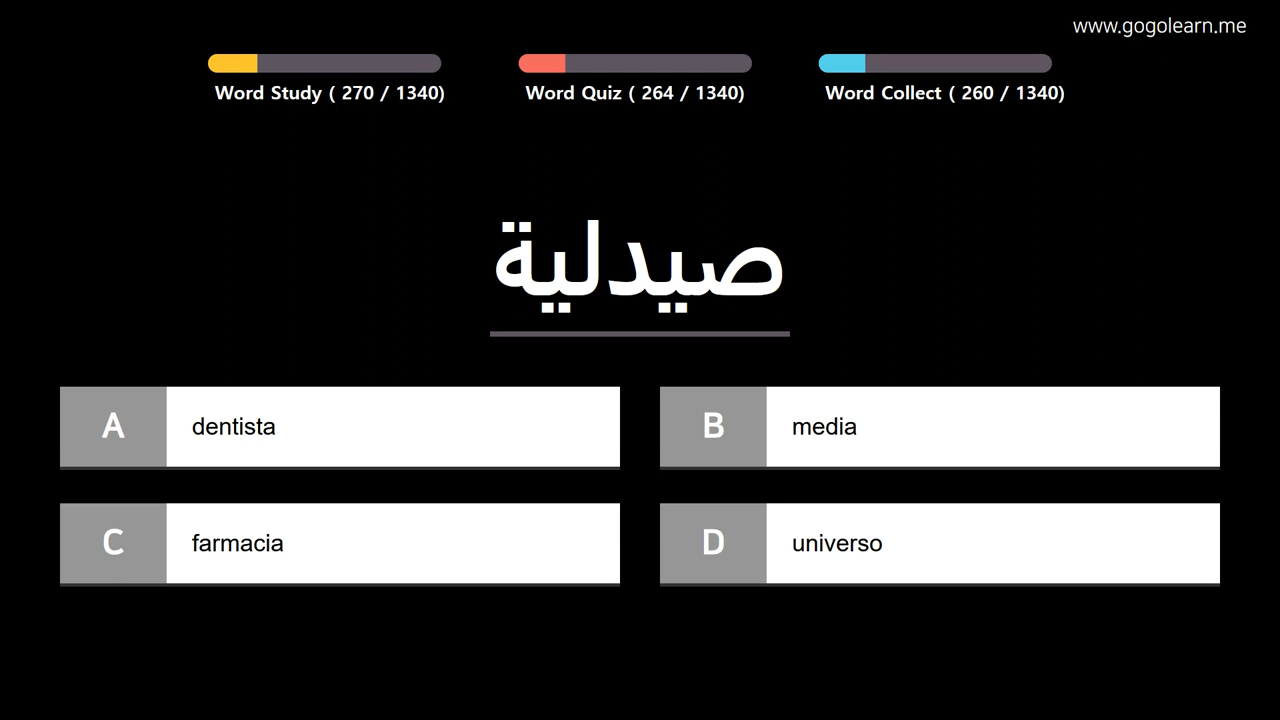 www.gogolearn.me
Word Study ( 270 / 1340)
Word Quiz ( 264 / 1340)
Word Collect ( 260 / 1340)
صيدلية
A dentista
B media
C farmacia
D universo